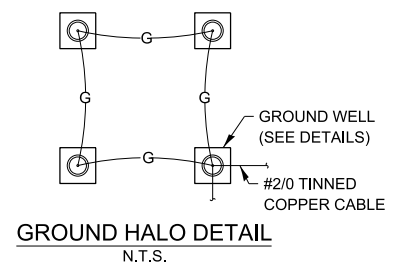 G
G
G
G
GROUND WELL
(SEE DETAILS)
#2/0 TINNED
COPPER CABLE
GROUND HALO DETAIL
N.T.S.